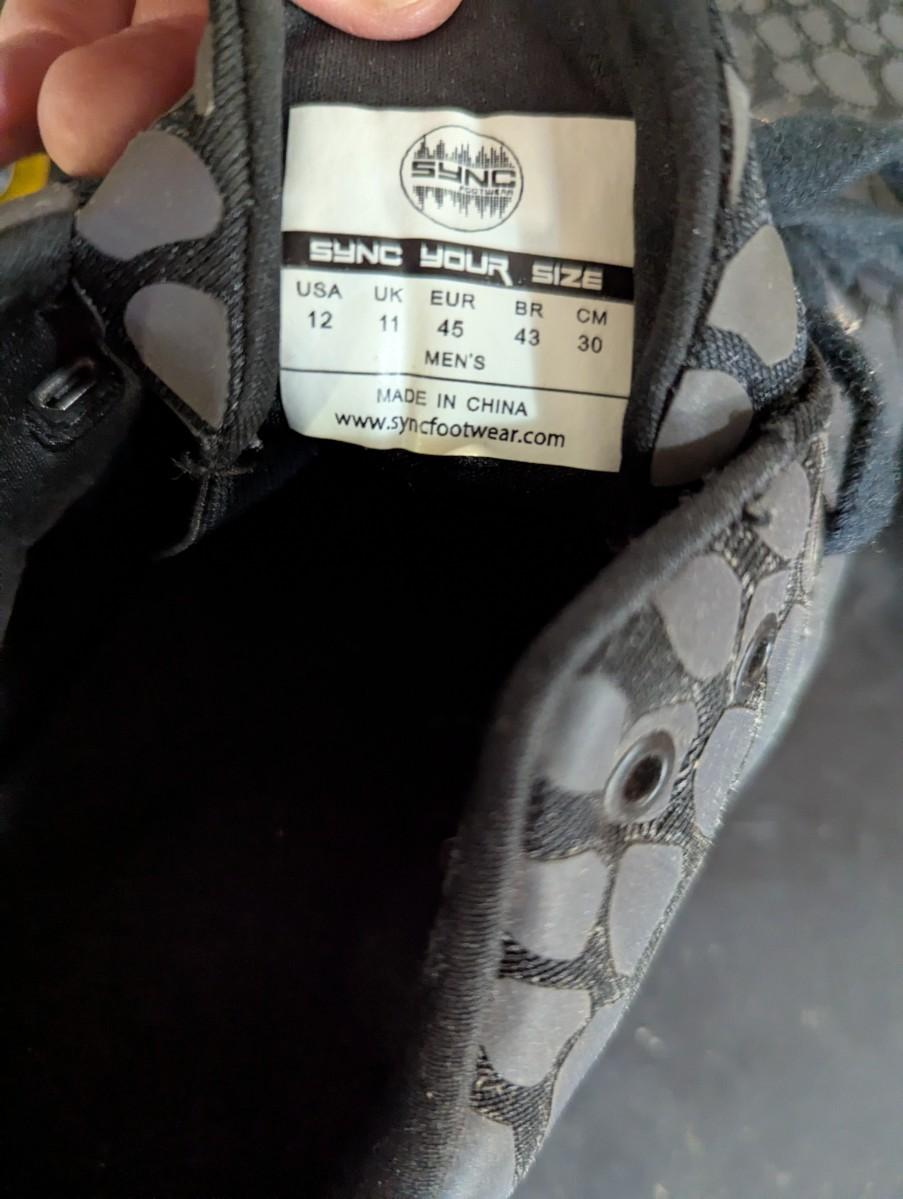 SYNC
FOOTWEAR
SYNC YOUR SIZE
USA UK EUR BR CM
12 11 45 43 30
MEN'S
MADE IN CHINA
www.syncfootwear.com